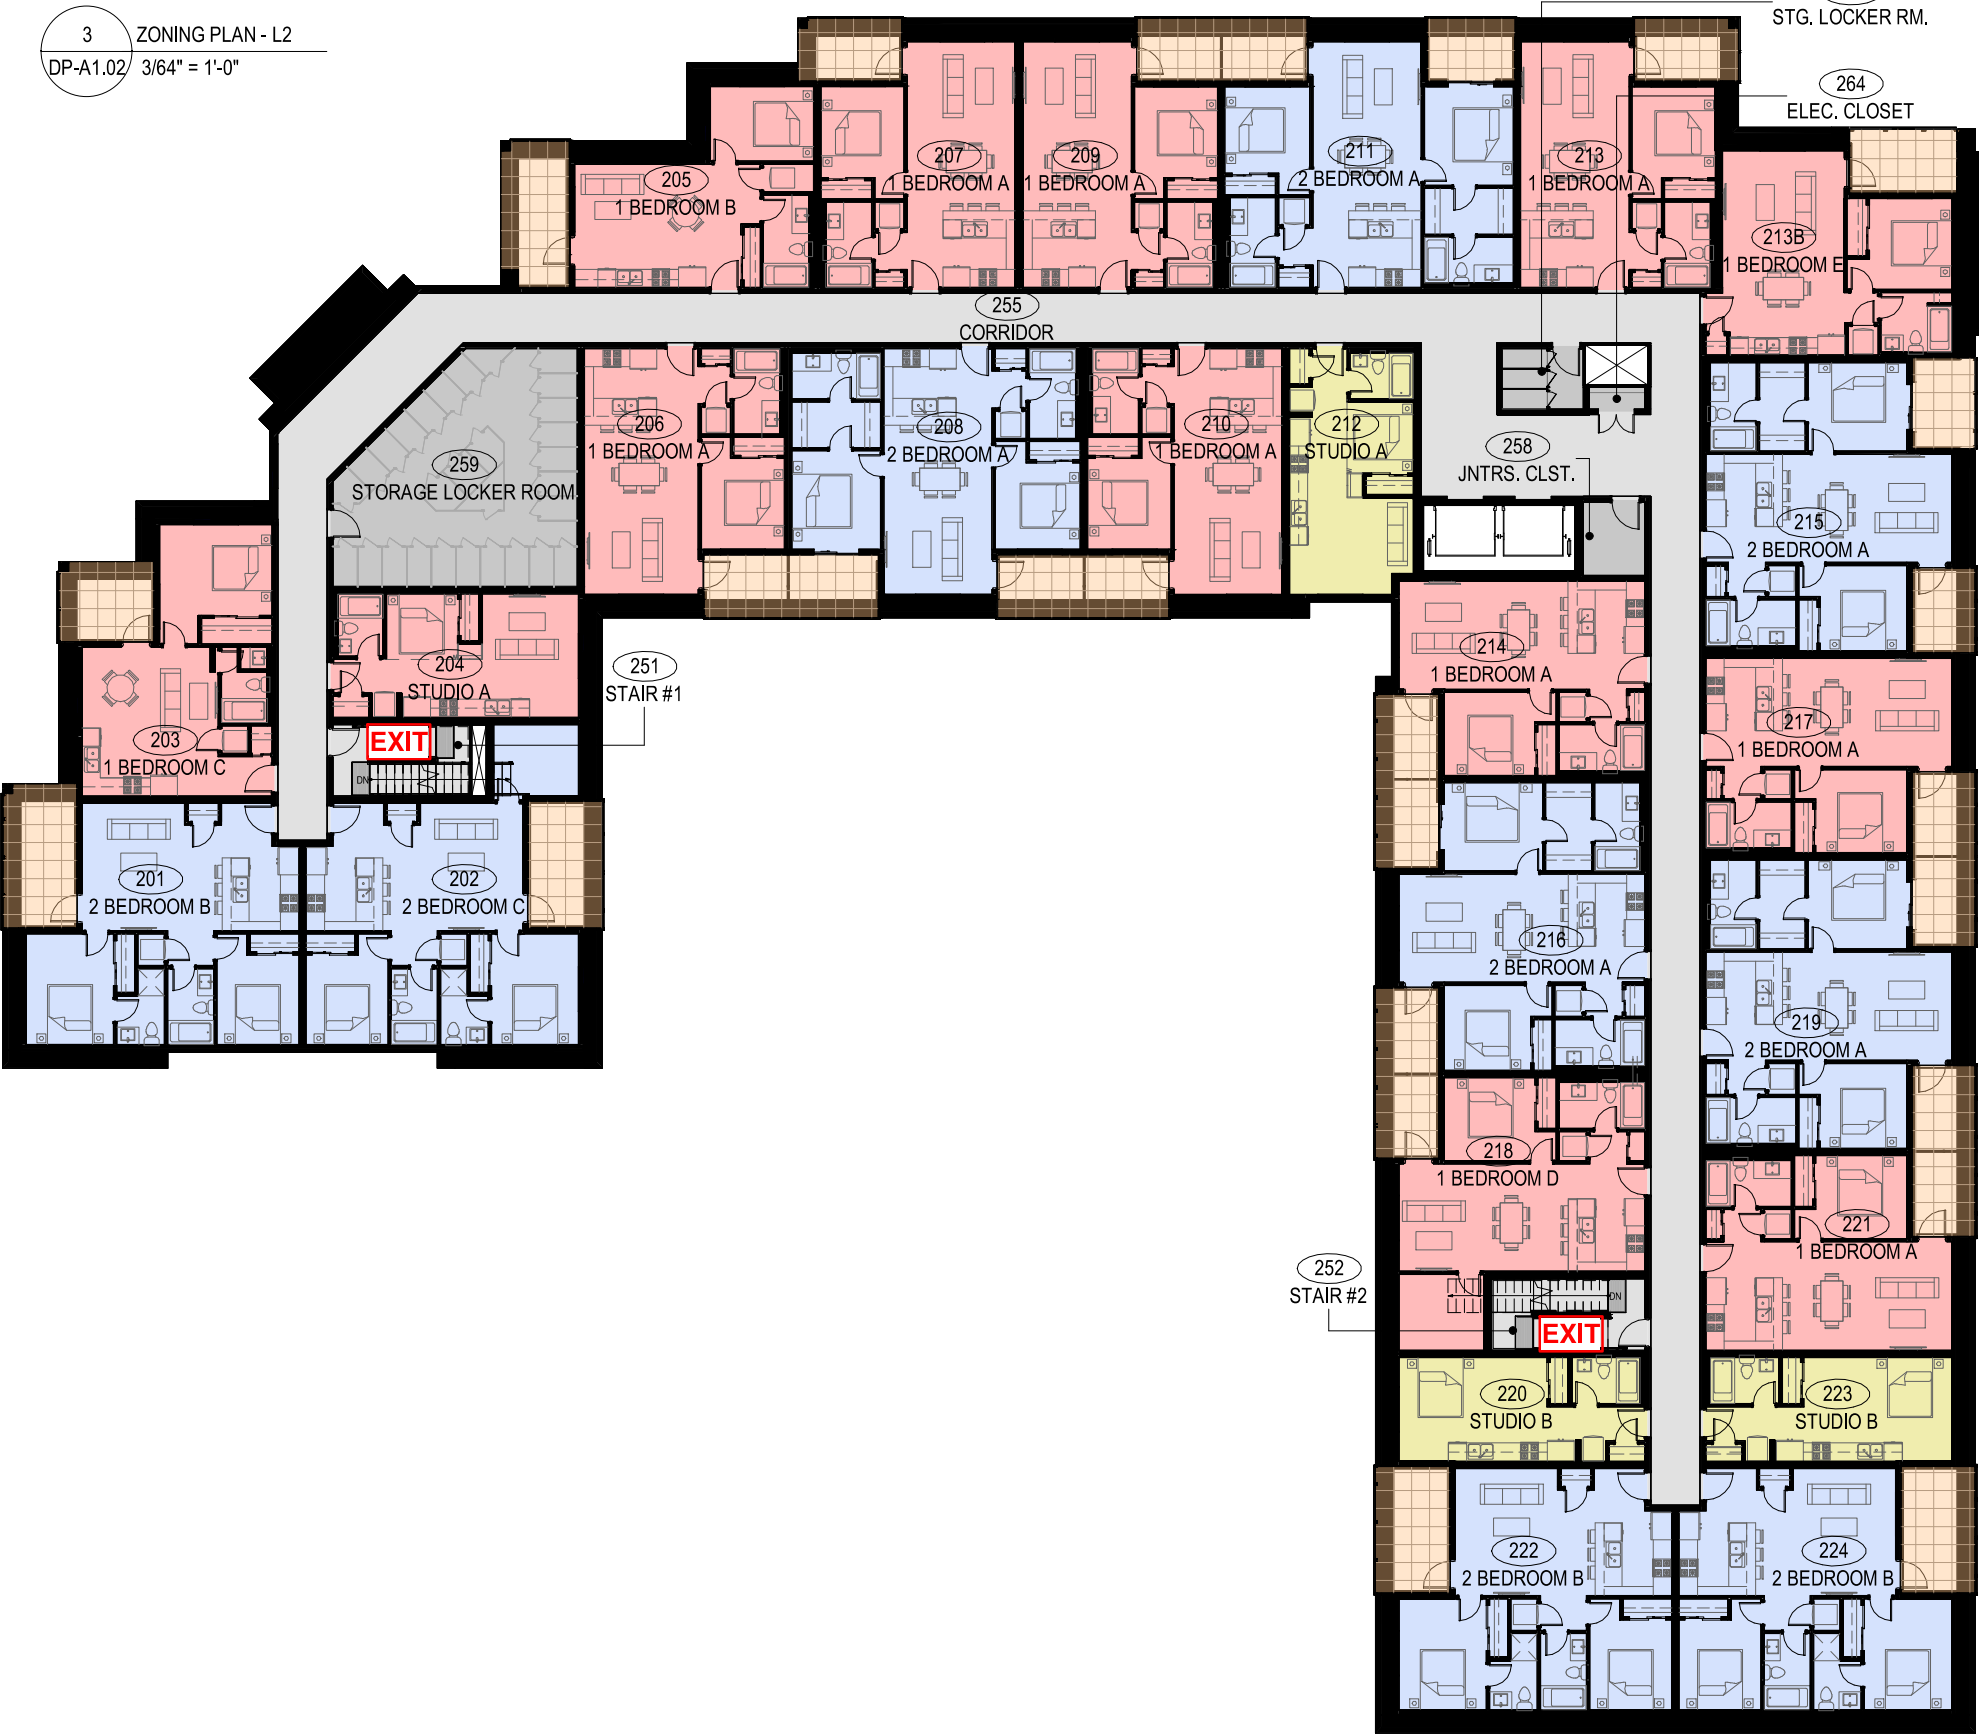 3
ZONING PLAN - L2
DP-A1.02
3/64" = 1'-0"
STG. LOCKER RM.
264
ELEC. CLOSET
205
1 BEDROOM B
207
BEDROOM A
209
1 BEDROOM A
211
2 BEDROOM A
213
1 BEDROOM A
213B
1 BEDROOM E
255
CORRIDOR
259
STORAGE LOCKER ROOM
206
1 BEDROOM A
208
2 BEDROOM A
210
1 BEDROOM A
212
STUDIO A
258
JNTRS. CLST.
215
2 BEDROOM A
204
STUDIO A
251
STAIR #1
214
1 BEDROOM A
217
1 BEDROOM A
203
1 BEDROOM C
EXIT
DN
201
2 BEDROOM B
202
2 BEDROOM C
216
2 BEDROOM A
219
2 BEDROOM A
218
1 BEDROOM D
221
1 BEDROOM A
252
STAIR #2
DN
EXIT
220
STUDIO B
223
STUDIO B
222
2 BEDROOM B
224
2 BEDROOM B